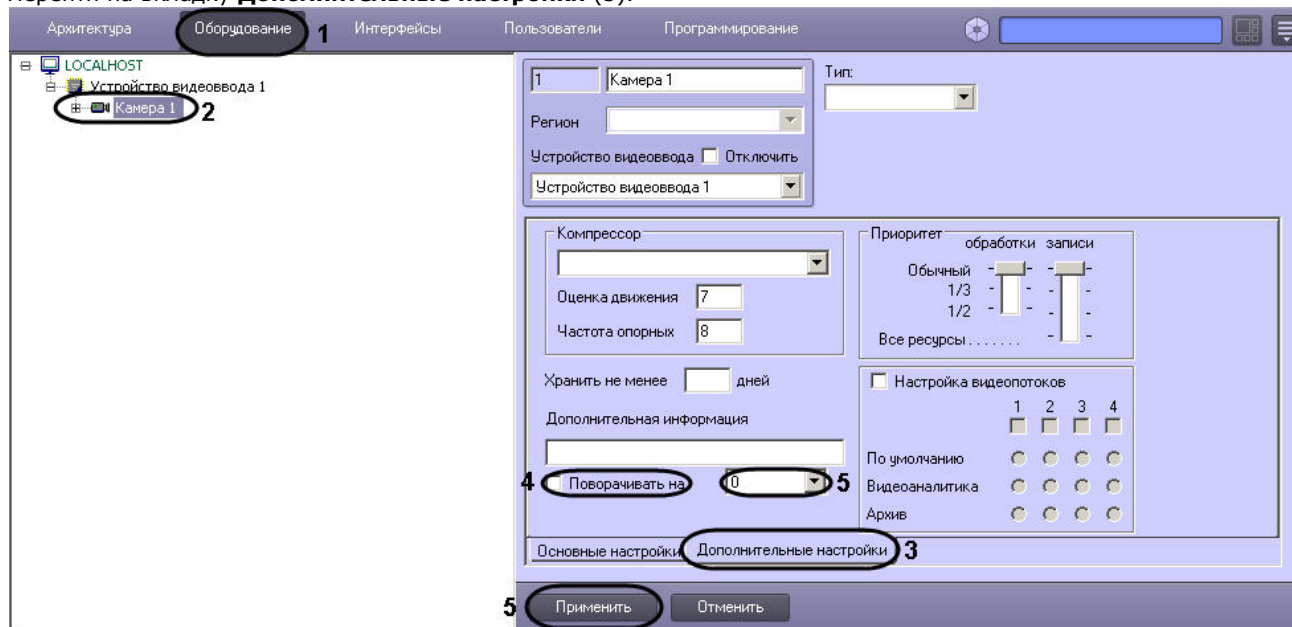 Перейти на вкладку Дополнительные настройки (3).
Архитектура Оборудование 1 Интерфейсы Пользователи Программирование
LOCALHOST
Устройство видеоввода 1
Камера 1 2
1 Камера 1
Тип:
Регион
Устройство видеоввода Отключить
Устройство видеоввода 1
Компрессор
Оценка движения 7
Частота опорных 8
Приоритет
обработки записи
Обычный
1/3
1/2
Все ресурсы.......
Хранить не менее дней
Дополнительная информация
4 Поворачивать на 0 5
Настройка видеопотоков
1 2 3 4
По умолчанию
Видеоаналитика
Архив
Основные настройки Дополнительные настройки 3
5 Применить Отменить